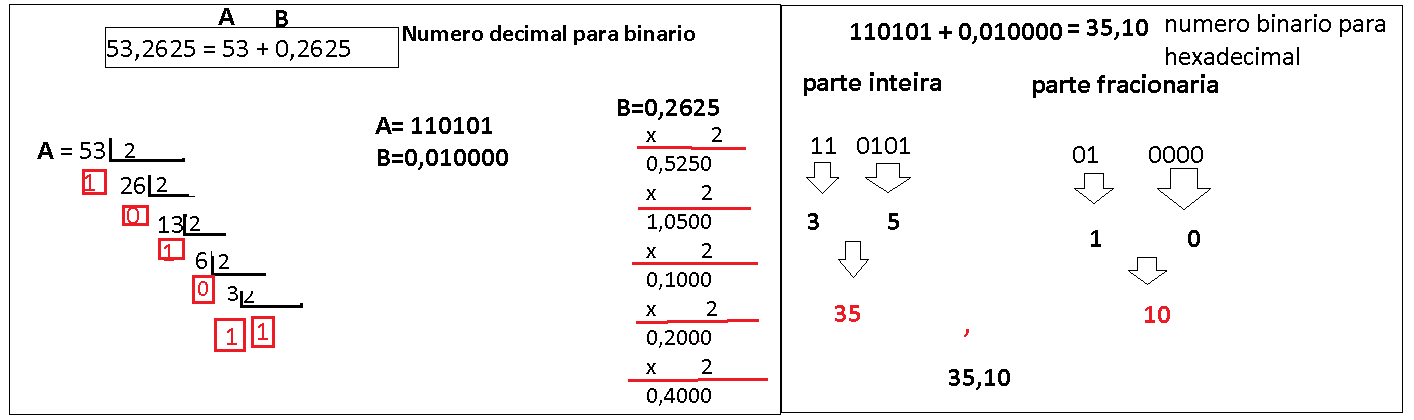 A B
53,2625 = 53 + 0,2625
Numero decimal para binario
A= 110101
B=0,010000
A = 53 2
1 26 2
0 13 2
1 6 2
0 3 2
1 1
B=0,2625
x 2
0,5250
x 2
1,0500
x 2
0,1000
x 2
0,2000
x 2
0,4000
110101 + 0,010000 = 35,10
numero binario para
hexadecimal
parte inteira
11 0101
3 5
35
,
parte fracionaria
01 0000
1 0
10
35,10